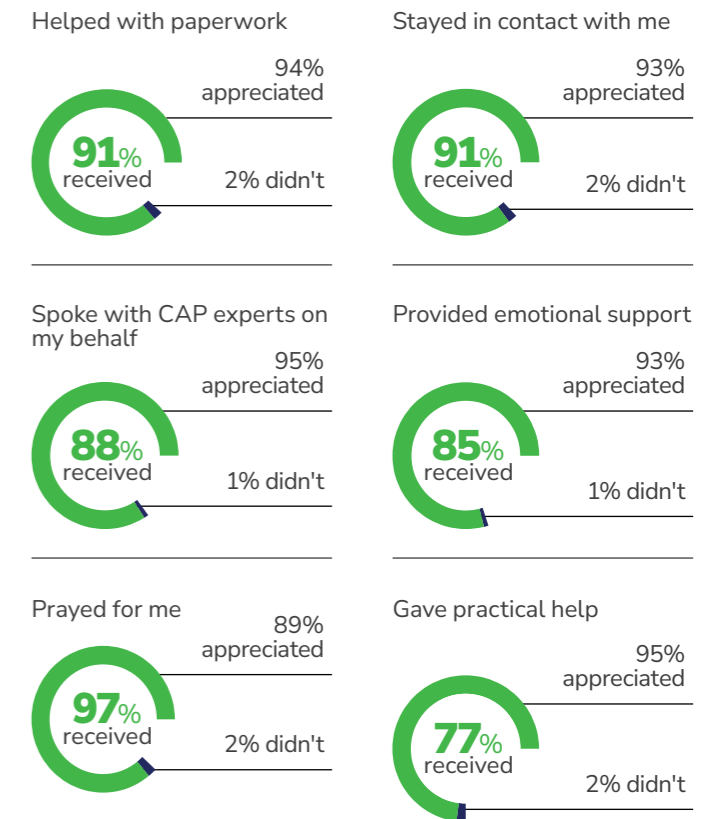 Helped with paperwork
94%
appreciated
91%
received
2% didn't
Stayed in contact with me
93%
appreciated
91%
received
2% didn't
Spoke with CAP experts on
my behalf
95%
appreciated
88%
received
1% didn't
Provided emotional support
93%
appreciated
85%
received
1% didn't
Prayed for me
89%
appreciated
97%
received
2% didn't
Gave practical help
95%
appreciated
77%
received
2% didn't